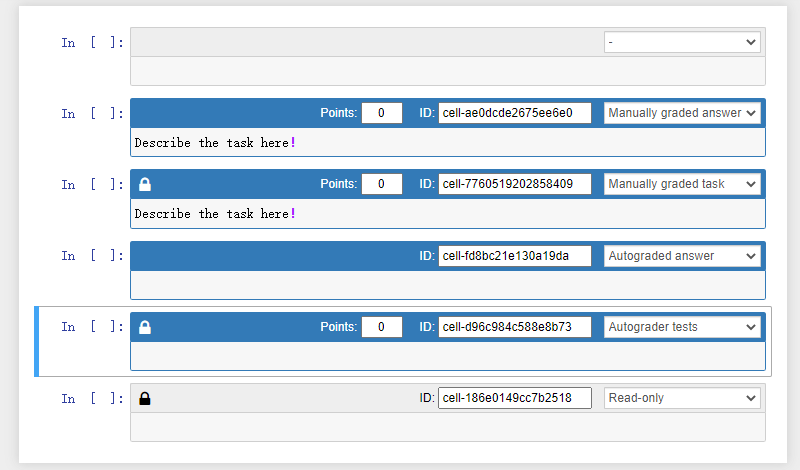 In [ ]: -
In [ ]: Points: 0 ID: cell-ae0dcde2675ee6e0 Manually graded answer
Describe the task here!
In [ ]: Points: 0 ID: cell-7760519202858409 Manually graded task
Describe the task here!
In [ ]: ID: cell-fd8bc21e130a19da Autograded answer
In [ ]: Points: 0 ID: cell-d96c984c588e8b73 Autograder tests
In [ ]: ID: cell-186e0149cc7b2518 Read-only